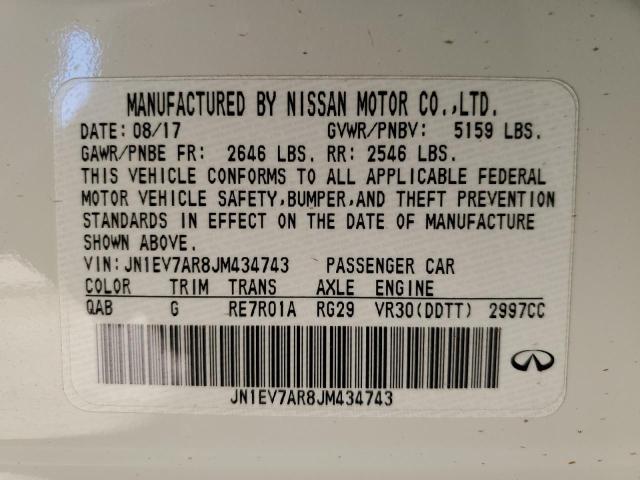 MANUFACTURED BY NISSAN MOTOR CO.,LTD.
DATE: 08/17 GVWR/PNBV: 5159 LBS.
GAWR/PNBE FR: 2646 LBS. RR: 2546 LBS.
THIS VEHICLE CONFORMS TO ALL APPLICABLE FEDERAL
MOTOR VEHICLE SAFETY,BUMPER,AND THEFT PREVENTION
STANDARDS IN EFFECT ON THE DATE OF MANUFACTURE
SHOWN ABOVE.
VIN:JN1EV7AR8JM434743 PASSENGER CAR
COLOR TRIM TRANS AXLE ENGINE
QAB G RE7R01A RG29 VR30(DDTT) 2997CC
JN1EV7AR8JM434743